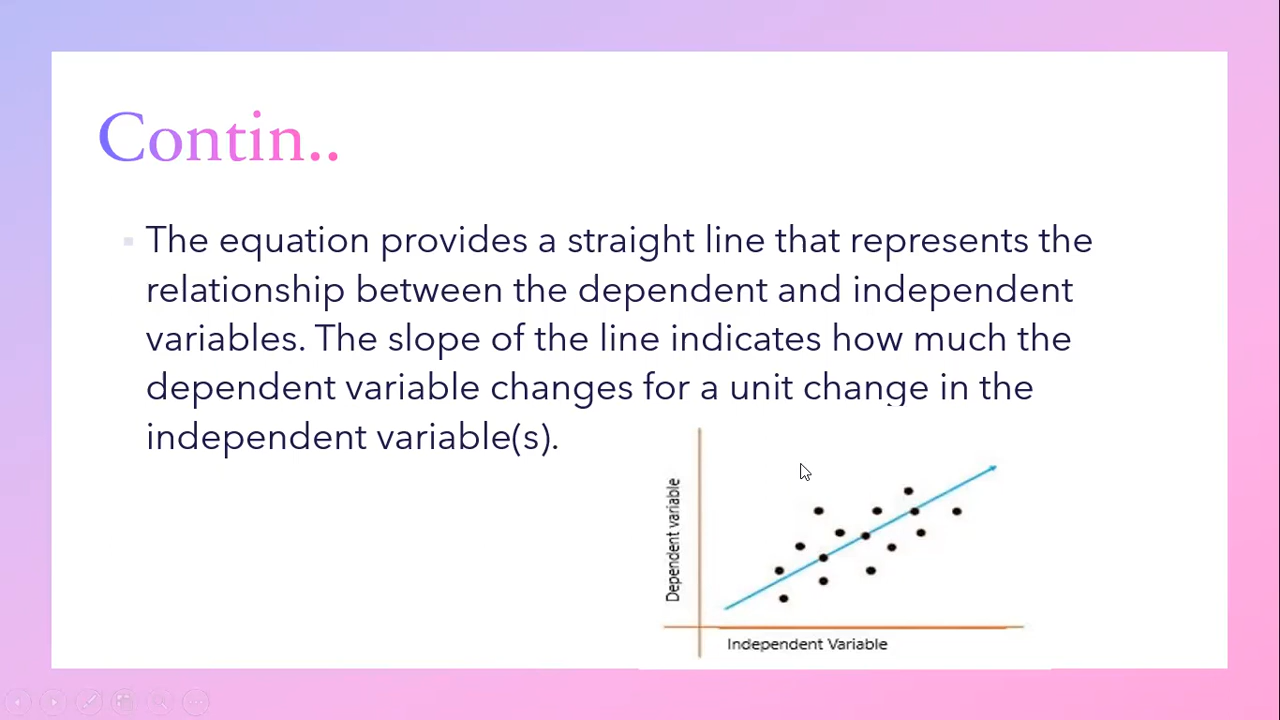 Contin..
The equation provides a straight line that represents the
relationship between the dependent and independent
variables. The slope of the line indicates how much the
dependent variable changes for a unit change in the
independent variable(s).
Dependent variable
Independent Variable